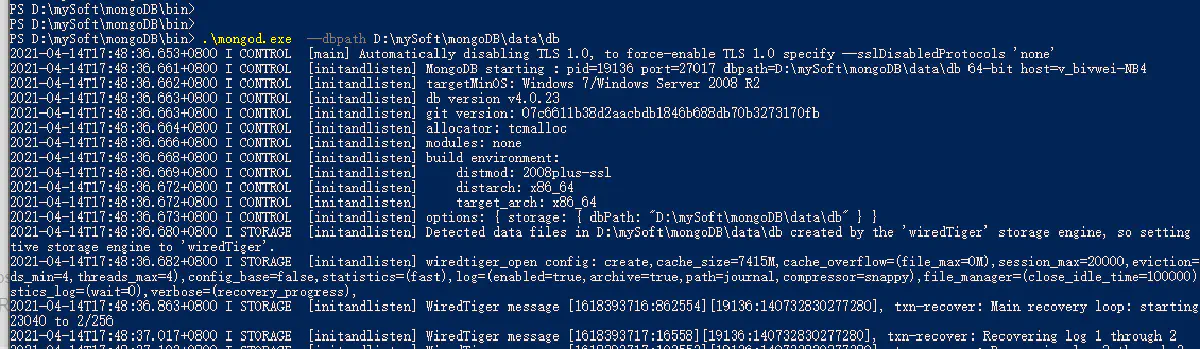 PS D:\mySoft\mongoDB\bin>
PS D:\mySoft\mongoDB\bin>
PS D:\mySoft\mongoDB\bin> .\mongod.exe --dbpath D:\mySoft\mongoDB\data\db
2021-04-14T17:48:36.653+0800 I CONTROL [main] Automatically disabling TLS 1.0, to force-enable TLS 1.0 specify --sslDisabledProtocols 'none'
2021-04-14T17:48:36.661+0800 I CONTROL [initandlisten] MongoDB starting : pid=19136 port=27017 dbpath=D:\mySoft\mongoDB\data\db 64-bit host=v_bivwei-NB4
2021-04-14T17:48:36.662+0800 I CONTROL [initandlisten] targetMinOS: Windows 7/Windows Server 2008 R2
2021-04-14T17:48:36.663+0800 I CONTROL [initandlisten] db version v4.0.23
2021-04-14T17:48:36.663+0800 I CONTROL [initandlisten] git version: 07c6611b38d2aacbdb1846b688db70b3273170fb
2021-04-14T17:48:36.664+0800 I CONTROL [initandlisten] allocator: tcmalloc
2021-04-14T17:48:36.666+0800 I CONTROL [initandlisten] modules: none
2021-04-14T17:48:36.668+0800 I CONTROL [initandlisten] build environment:
2021-04-14T17:48:36.669+0800 I CONTROL [initandlisten] distmod: 2008plus-ssl
2021-04-14T17:48:36.672+0800 I CONTROL [initandlisten] distarch: x86_64
2021-04-14T17:48:36.672+0800 I CONTROL [initandlisten] target_arch: x86_64
2021-04-14T17:48:36.673+0800 I CONTROL [initandlisten] options: { storage: { dbPath: "D:\mySoft\mongoDB\data\db" } }
2021-04-14T17:48:36.680+0800 I STORAGE [initandlisten] Detected data files in D:\mySoft\mongoDB\data\db created by the 'wiredTiger' storage engine, so setting
tive storage engine to 'wiredTiger'.
2021-04-14T17:48:36.682+0800 I STORAGE [initandlisten] wiredtiger_open config: create,cache_size=7415M,cache_overflow=(file_max=0M),session_max=20000,eviction=
ds_min=4,threads_max=4),config_base=false,statistics=(fast),log=(enabled=true,archive=true,path=journal,compressor=snappy),file_manager=(close_idle_time=100000)
stics_log=(wait=0),verbose=(recovery_progress),
2021-04-14T17:48:36.863+0800 I STORAGE [initandlisten] WiredTiger message [1618393716:862554][19136:140732830277280], txn-recover: Main recovery loop: starting
23040 to 2/256
2021-04-14T17:48:37.017+0800 I STORAGE [initandlisten] WiredTiger message [1618393717:16558][19136:140732830277280], txn-recover: Recovering log 1 through 2